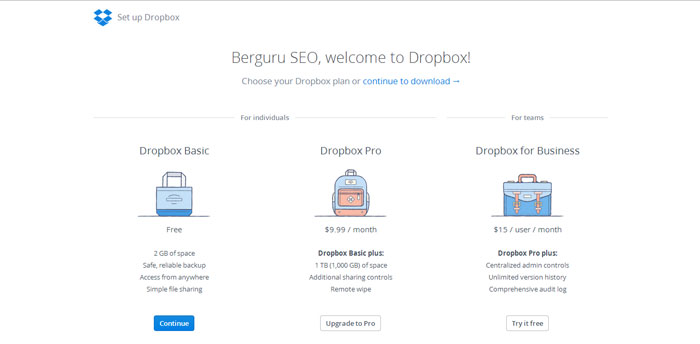 Set up Dropbox
Berguru SEO, welcome to Dropbox!
Choose your Dropbox plan or continue to download →
For individuals
For teams
Dropbox Basic
Free
2 GB of space
Safe, reliable backup
Access from anywhere
Simple file sharing
Continue
Dropbox Pro
$9.99 / month
Dropbox Basic plus:
1 TB (1,000 GB) of space
Additional sharing controls
Remote wipe
Upgrade to Pro
Dropbox for Business
$15 / user / month
Dropbox Pro plus:
Centralized admin controls
Unlimited version history
Comprehensive audit log
Try it free